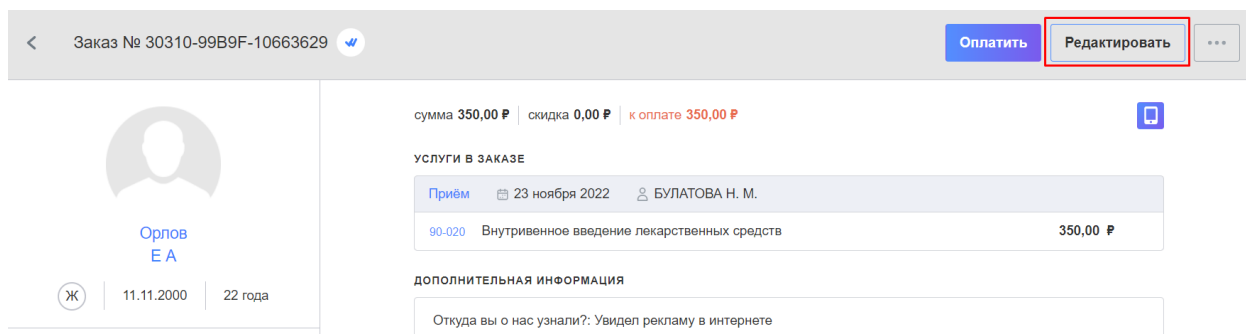 Заказ № 30310-99B9F-10663629
Оплатить
Редактировать
сумма 350,00 ₽ скидка 0,00 ₽ к оплате 350,00 ₽
УСЛУГИ В ЗАКАЗЕ
Приём 23 ноября 2022 БУЛАТОВА Н. М.
90-020 Внутривенное введение лекарственных средств 350,00 ₽
Орлов
Е А
Ж 11.11.2000 22 года
ДОПОЛНИТЕЛЬНАЯ ИНФОРМАЦИЯ
Откуда вы о нас узнали?: Увидел рекламу в интернете